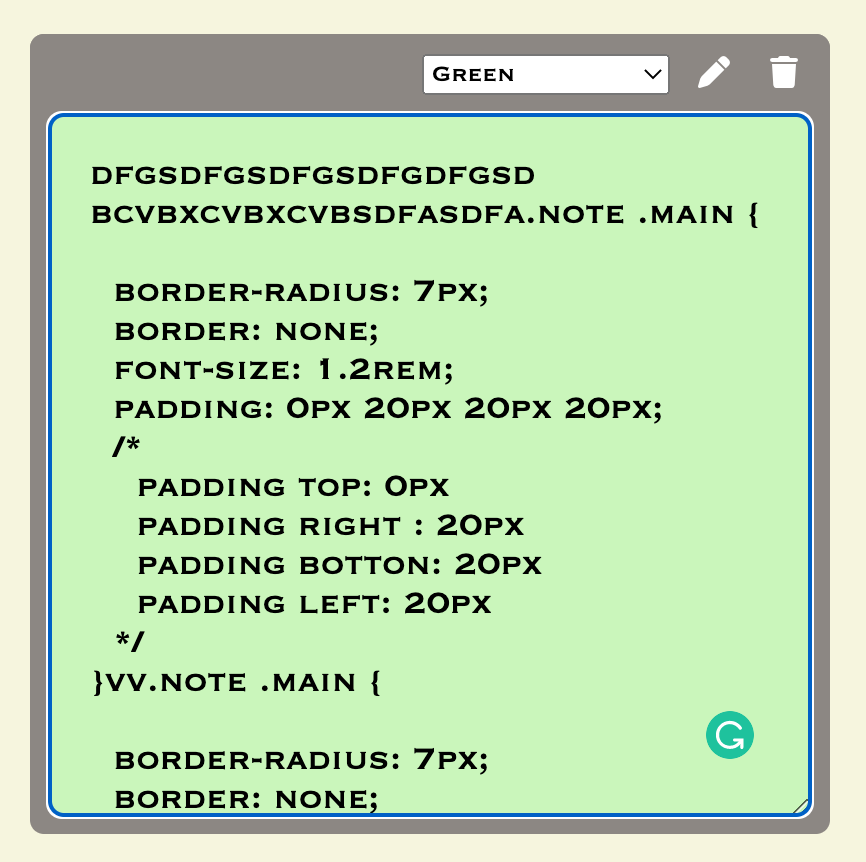 Green
DFGSDFGSDFGSDFGDFGSD
BCVBXCVBXCVBSDFASDFA.NOTE .MAIN {
BORDER-RADIUS: 7PX;
BORDER: NONE;
FONT-SIZE: 1.2REM;
PADDING: 0PX 20PX 20PX 20PX;
/*
PADDING TOP: 0PX
PADDING RIGHT : 20PX
PADDING BOTTON: 20PX
PADDING LEFT: 20PX
*/
}VV.NOTE .MAIN {
BORDER-RADIUS: 7PX;
BORDER: NONE;